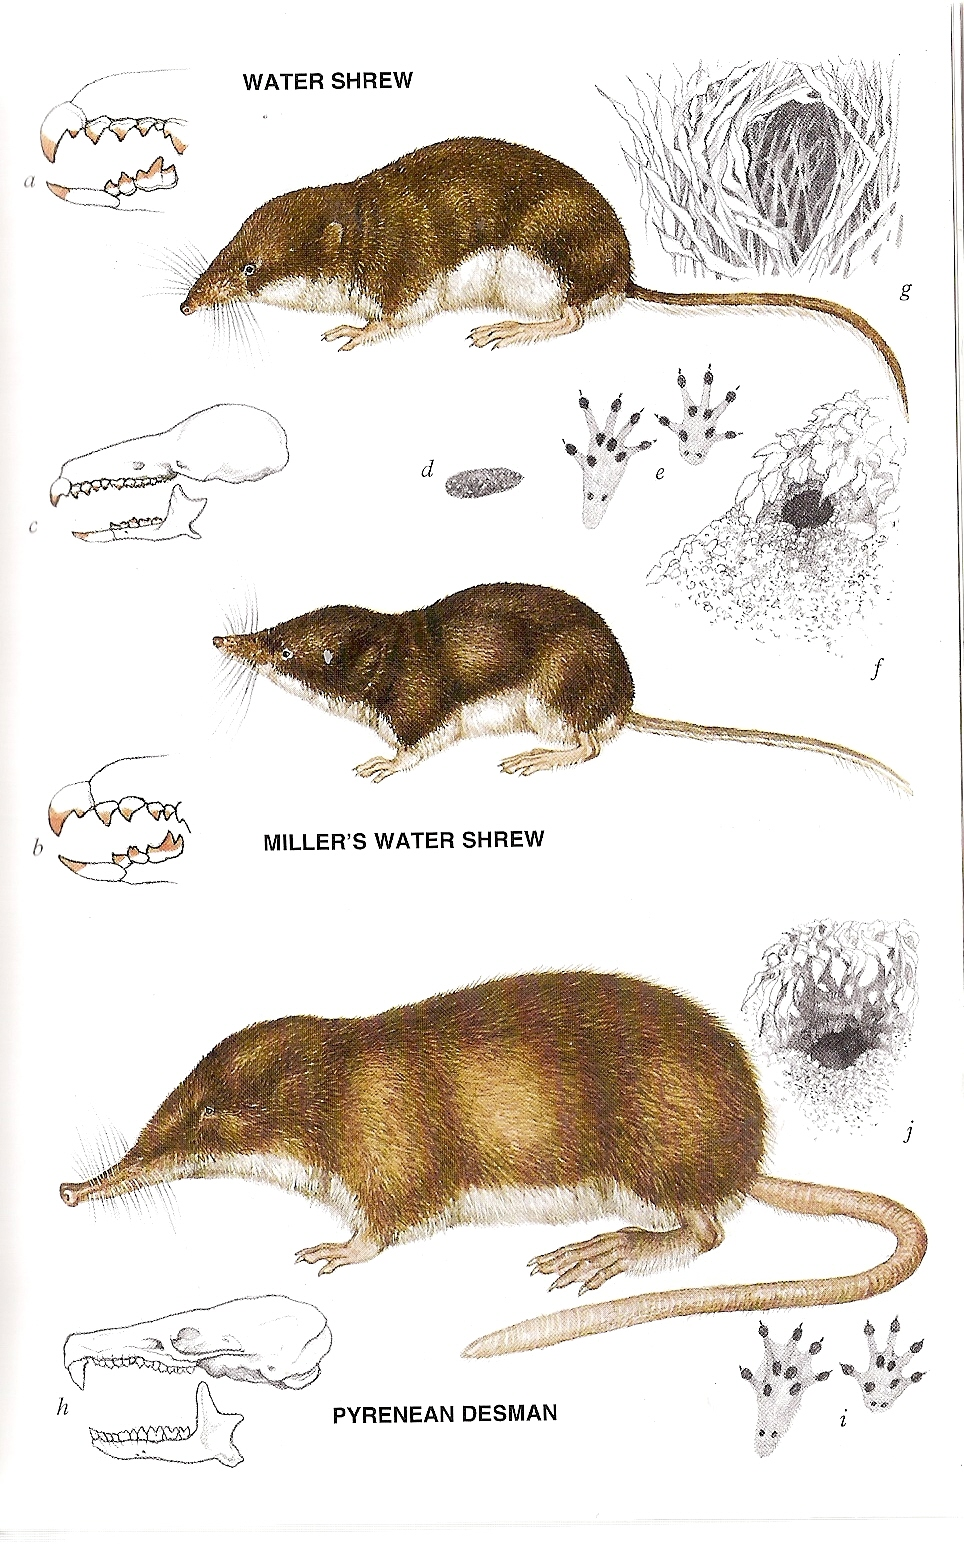 WATER SHREW
a
g
d
e
c
f
b
MILLER'S WATER SHREW
j
h
i
PYRENEAN DESMAN